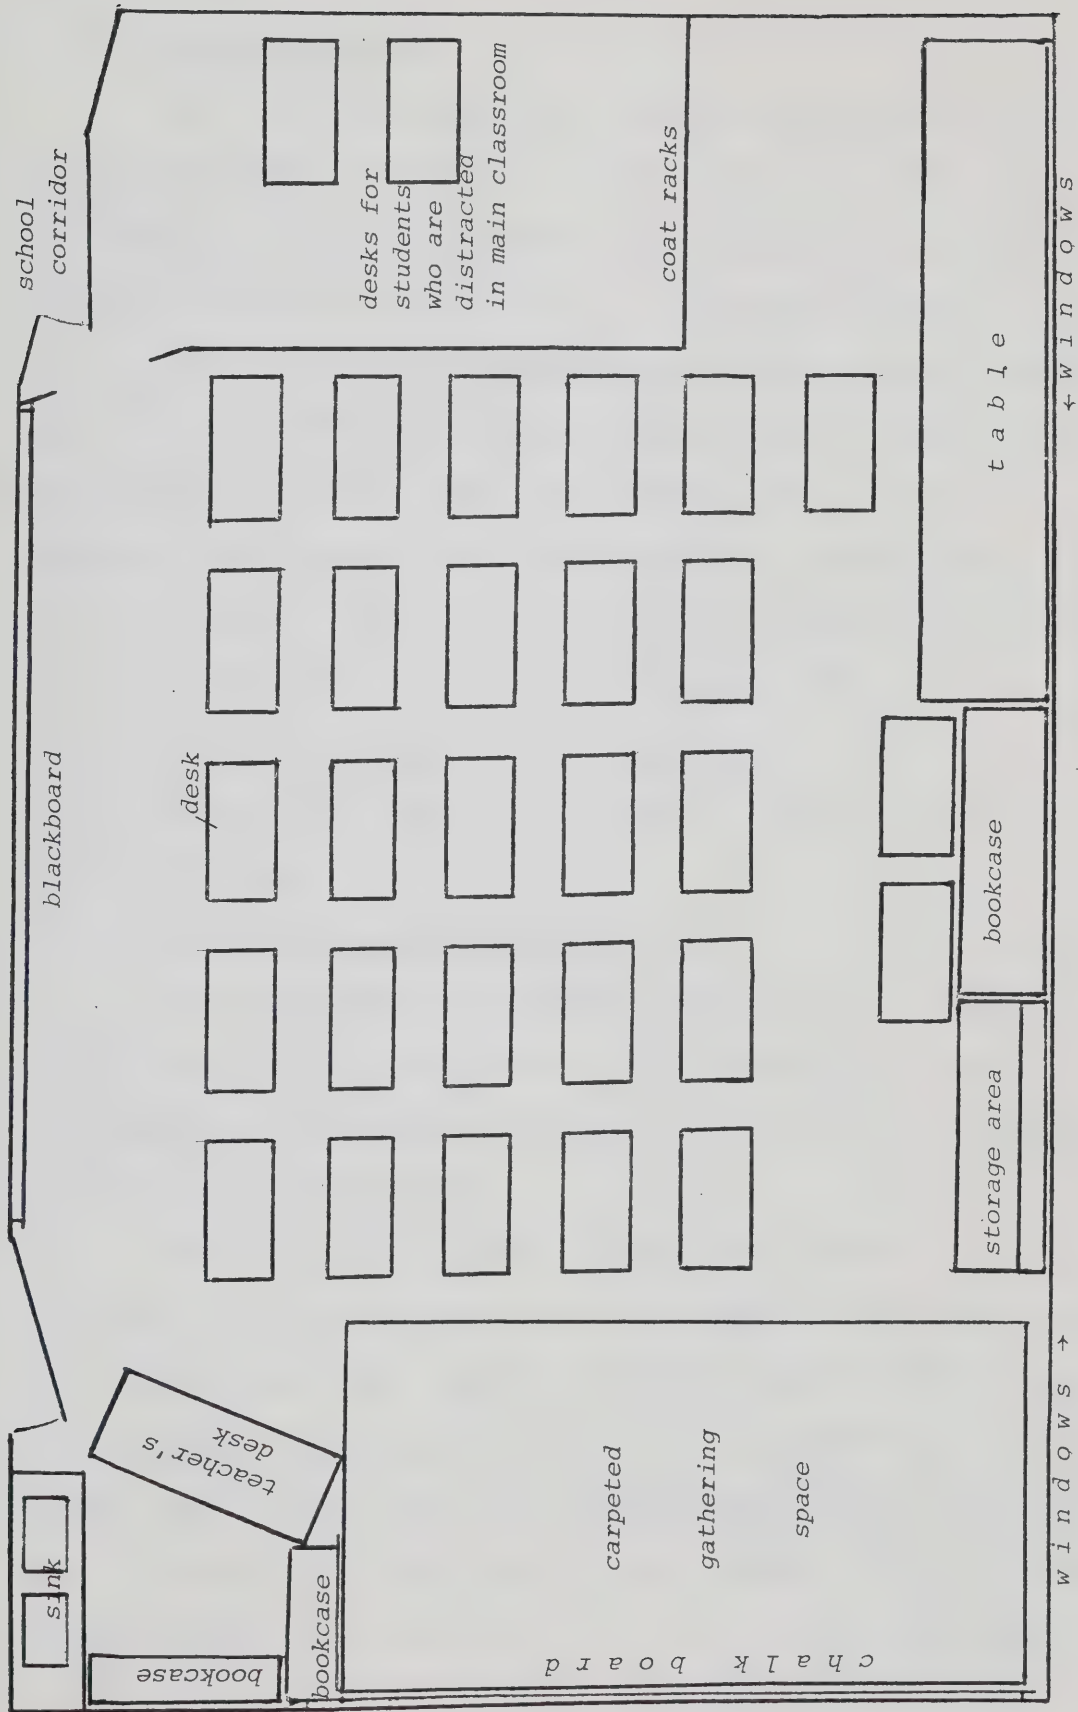 school
corridor
desks for
students
who are
distracted
in main classroom
coat racks
table
← windows
blackboard
desk
bookcase
storage area
teacher's
desk
sink
bookcase
bookcase
carpeted
gathering
space
chalk board
windows →